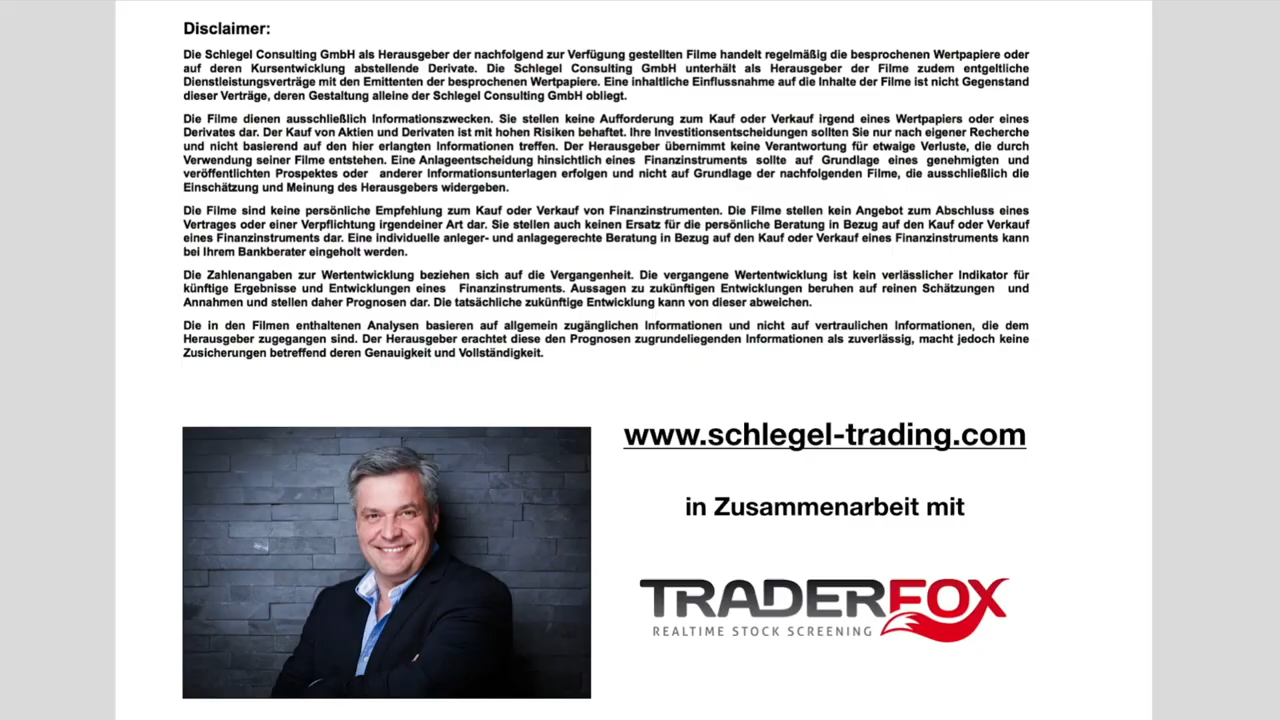 Disclaimer:
Die Schlegel Consulting GmbH als Herausgeber der nachfolgend zur Verfügung gestellten Filme handelt regelmäßig die besprochenen Wertpapiere oder
auf deren Kursentwicklung abstellende Derivate. Die Schlegel Consulting GmbH unterhält als Herausgeber der Filme zudem entgeltliche
Dienstleistungsverträge mit den Emittenten der besprochenen Wertpapiere. Eine inhaltliche Einflussnahme auf die Inhalte der Filme ist nicht Gegenstand
dieser Verträge, deren Gestaltung alleine der Schlegel Consulting GmbH obliegt.
Die Filme dienen ausschließlich Informationszwecken. Sie stellen keine Aufforderung zum Kauf oder Verkauf irgend eines Wertpapiers oder eines
Derivates dar. Der Kauf von Aktien und Derivaten ist mit hohen Risiken behaftet. Ihre Investitionsentscheidungen sollten Sie nur nach eigener Recherche
und nicht basierend auf den hier erlangten Informationen treffen. Der Herausgeber übernimmt keine Verantwortung für etwaige Verluste, die durch
Verwendung seiner Filme entstehen. Eine Anlageentscheidung hinsichtlich eines Finanzinstruments sollte auf Grundlage eines genehmigten und
veröffentlichten Prospektes oder anderer Informationsunterlagen erfolgen und nicht auf Grundlage der nachfolgenden Filme, die ausschließlich die
Einschätzung und Meinung des Herausgebers widergeben.
Die Filme sind keine persönliche Empfehlung zum Kauf oder Verkauf von Finanzinstrumenten. Die Filme stellen kein Angebot zum Abschluss eines
Vertrages oder einer Verpflichtung irgendeiner Art dar. Sie stellen auch keinen Ersatz für die persönliche Beratung in Bezug auf den Kauf oder Verkauf
eines Finanzinstruments dar. Eine individuelle anleger- und anlagegerechte Beratung in Bezug auf den Kauf oder Verkauf eines Finanzinstruments kann
bei Ihrem Bankberater eingeholt werden.
Die Zahlenangaben zur Wertentwicklung beziehen sich auf die Vergangenheit. Die vergangene Wertentwicklung ist kein verlässlicher Indikator für
künftige Ergebnisse und Entwicklungen eines Finanzinstruments. Aussagen zu zukünftigen Entwicklungen beruhen auf reinen Schätzungen und
Annahmen und stellen daher Prognosen dar. Die tatsächliche zukünftige Entwicklung kann von dieser abweichen.
Die in den Filmen enthaltenen Analysen basieren auf allgemein zugänglichen Informationen und nicht auf vertraulichen Informationen, die dem
Herausgeber zugegangen sind. Der Herausgeber erachtet diese den Prognosen zugrundeliegenden Informationen als zuverlässig, macht jedoch keine
Zusicherungen betreffend deren Genauigkeit und Vollständigkeit.
www.schlegel-trading.com
in Zusammenarbeit mit
TRADERFOX
REALTIME STOCK SCREENING